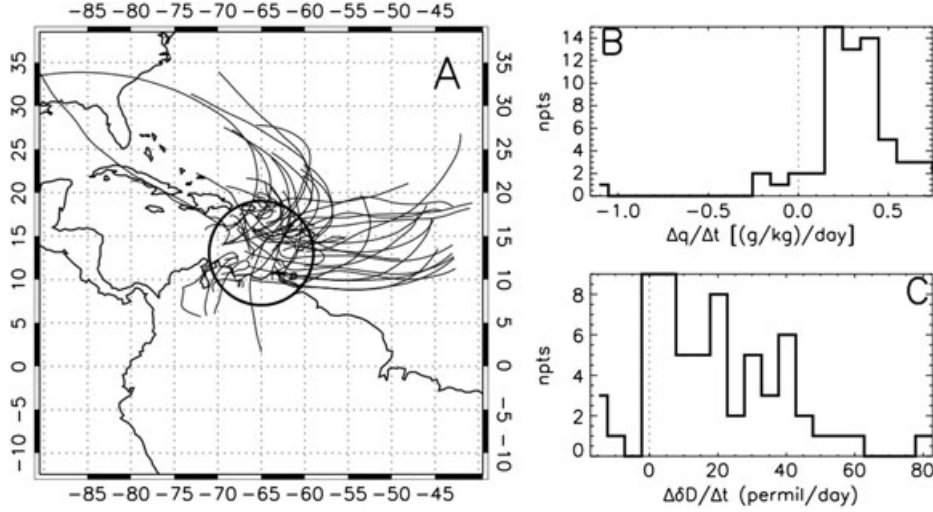 -85 -80 -75 -70 -65 -60 -55 -50 -45
A
35 30 25 20 15 10 5 0 -5 -10
35 30 25 20 15 10 5 0 -5 -10
-85 -80 -75 -70 -65 -60 -55 -50 -45
B
npts
14 12 10 8 6 4 2 0
-1.0 -0.5 0.0 0.5
Δq/Δt [(g/kg)/day]
C
npts
8 6 4 2 0
0 20 40 60 80
ΔδD/Δt (permil/day)